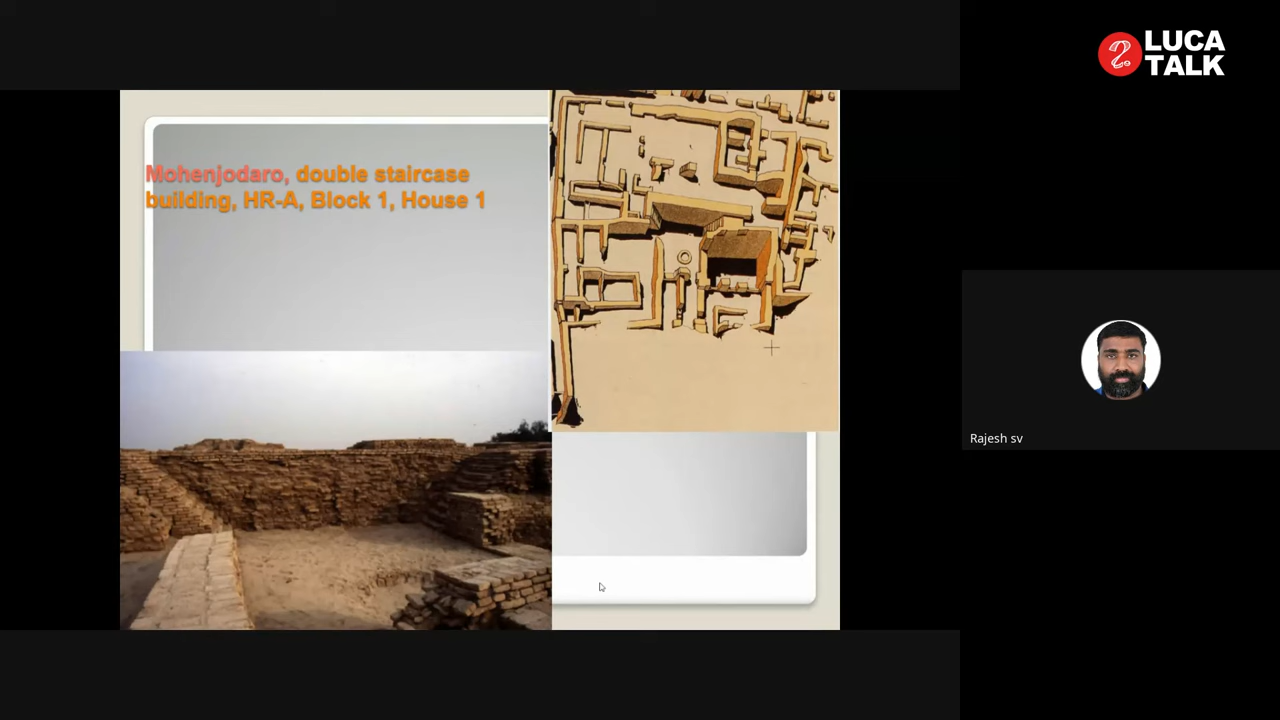 LUCA
TALK
Mohenjodaro, double staircase
building, HR-A, Block 1, House 1
Rajesh sv